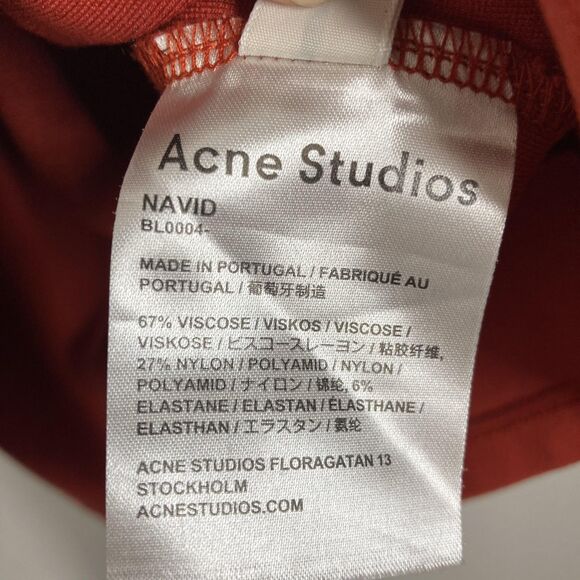 Acne Studios
NAVID
BL0004-
MADE IN PORTUGAL / FABRIQUÉ AU
PORTUGAL / 葡萄牙制造
67% VISCOSE / VISKOS / VISCOSE /
VISKOSE / ビスコースレーヨン / 粘胶纤维,
27% NYLON / POLYAMID / NYLON /
POLYAMID / ナイロン / 锦纶, 6%
ELASTANE / ELASTAN / ÉLASTHANE /
ELASTHAN / エラスタン / 氨纶
ACNE STUDIOS FLORAGATAN 13
STOCKHOLM
ACNESTUDIOS.COM